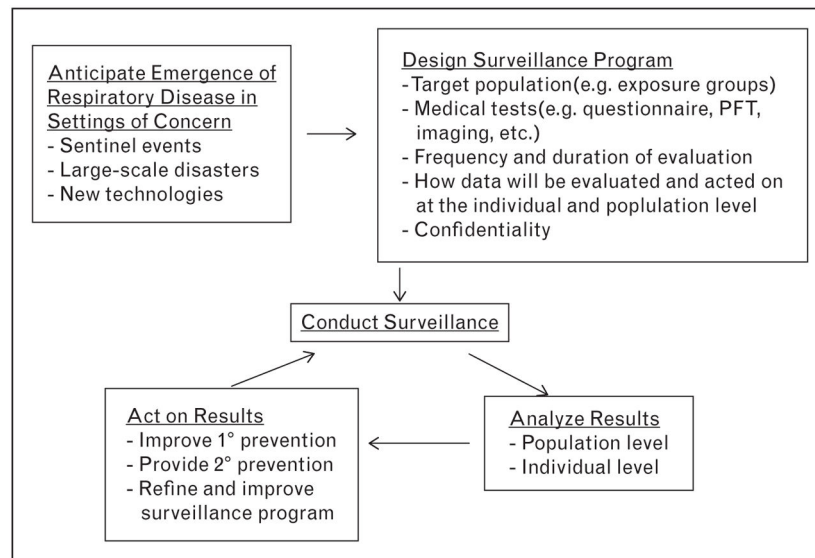 Anticipate Emergence of
Respiratory Disease in
Settings of Concern
- Sentinel events
- Large-scale disasters
- New technologies
Design Surveillance Program
- Target population(e.g. exposure groups)
- Medical tests(e.g. questionnaire, PFT,
imaging, etc.)
- Frequency and duration of evaluation
- How data will be evaluated and acted on
at the individual and poplulation level
- Confidentiality
Conduct Surveillance
Analyze Results
- Population level
- Individual level
Act on Results
- Improve 1° prevention
- Provide 2° prevention
- Refine and improve
surveillance program